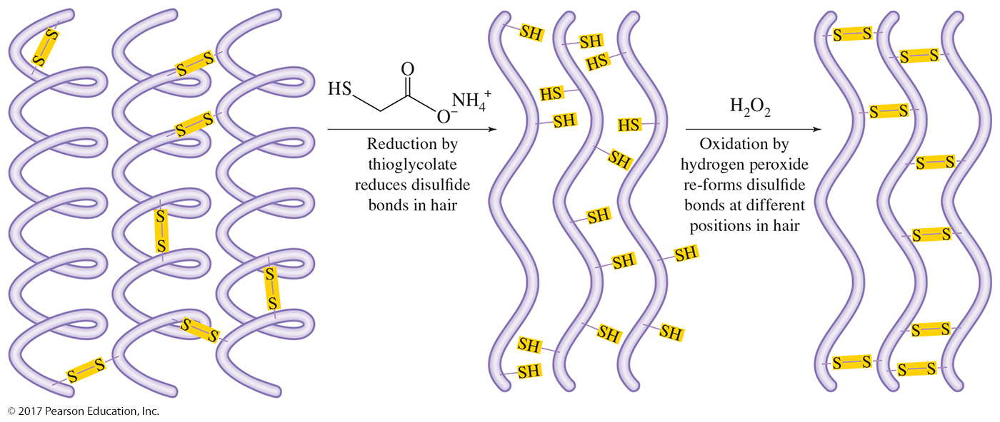 S—S
S—S
S—S
S—S
S—S
S—S
S—S
HS
O
O⁻
NH₄⁺
Reduction by
thioglycolate
reduces disulfide
bonds in hair
SH
SH
HS
HS
SH
HS
SH
SH
SH
SH
SH
SH
SH
SH
H₂O₂
Oxidation by
hydrogen peroxide
re-forms disulfide
bonds at different
positions in hair
S—S
S—S
S—S
S—S
S—S
S—S
S—S
S—S
© 2017 Pearson Education, Inc.